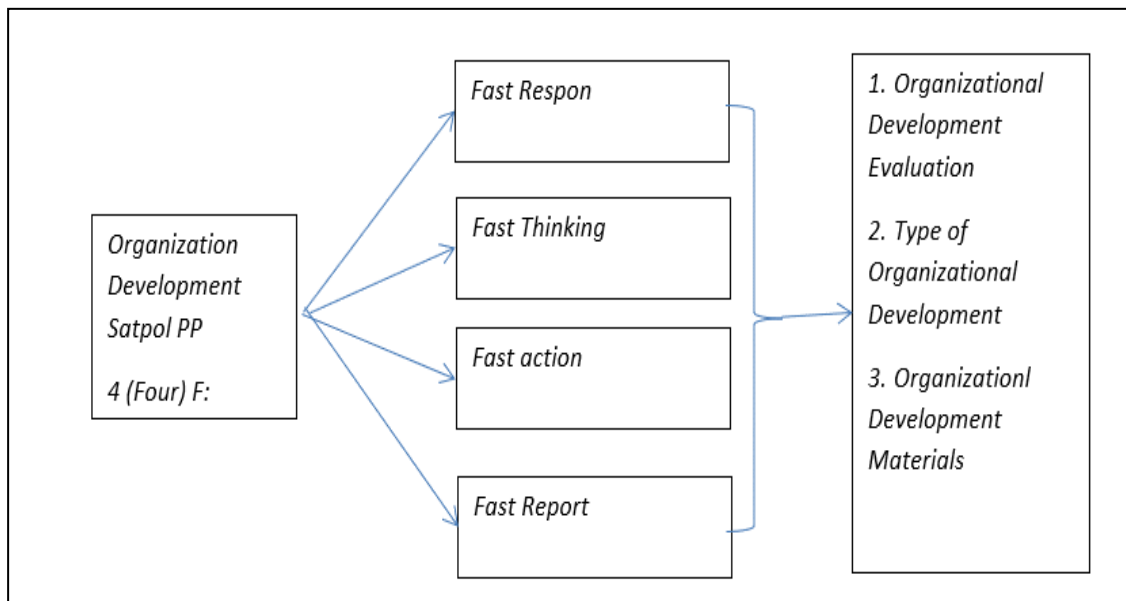 Organization
Development
Satpol PP
4 (Four) F:
Fast Respon
Fast Thinking
Fast action
Fast Report
1. Organizational
Development
Evaluation
2. Type of
Organizational
Development
3. Organizationl
Development
Materials